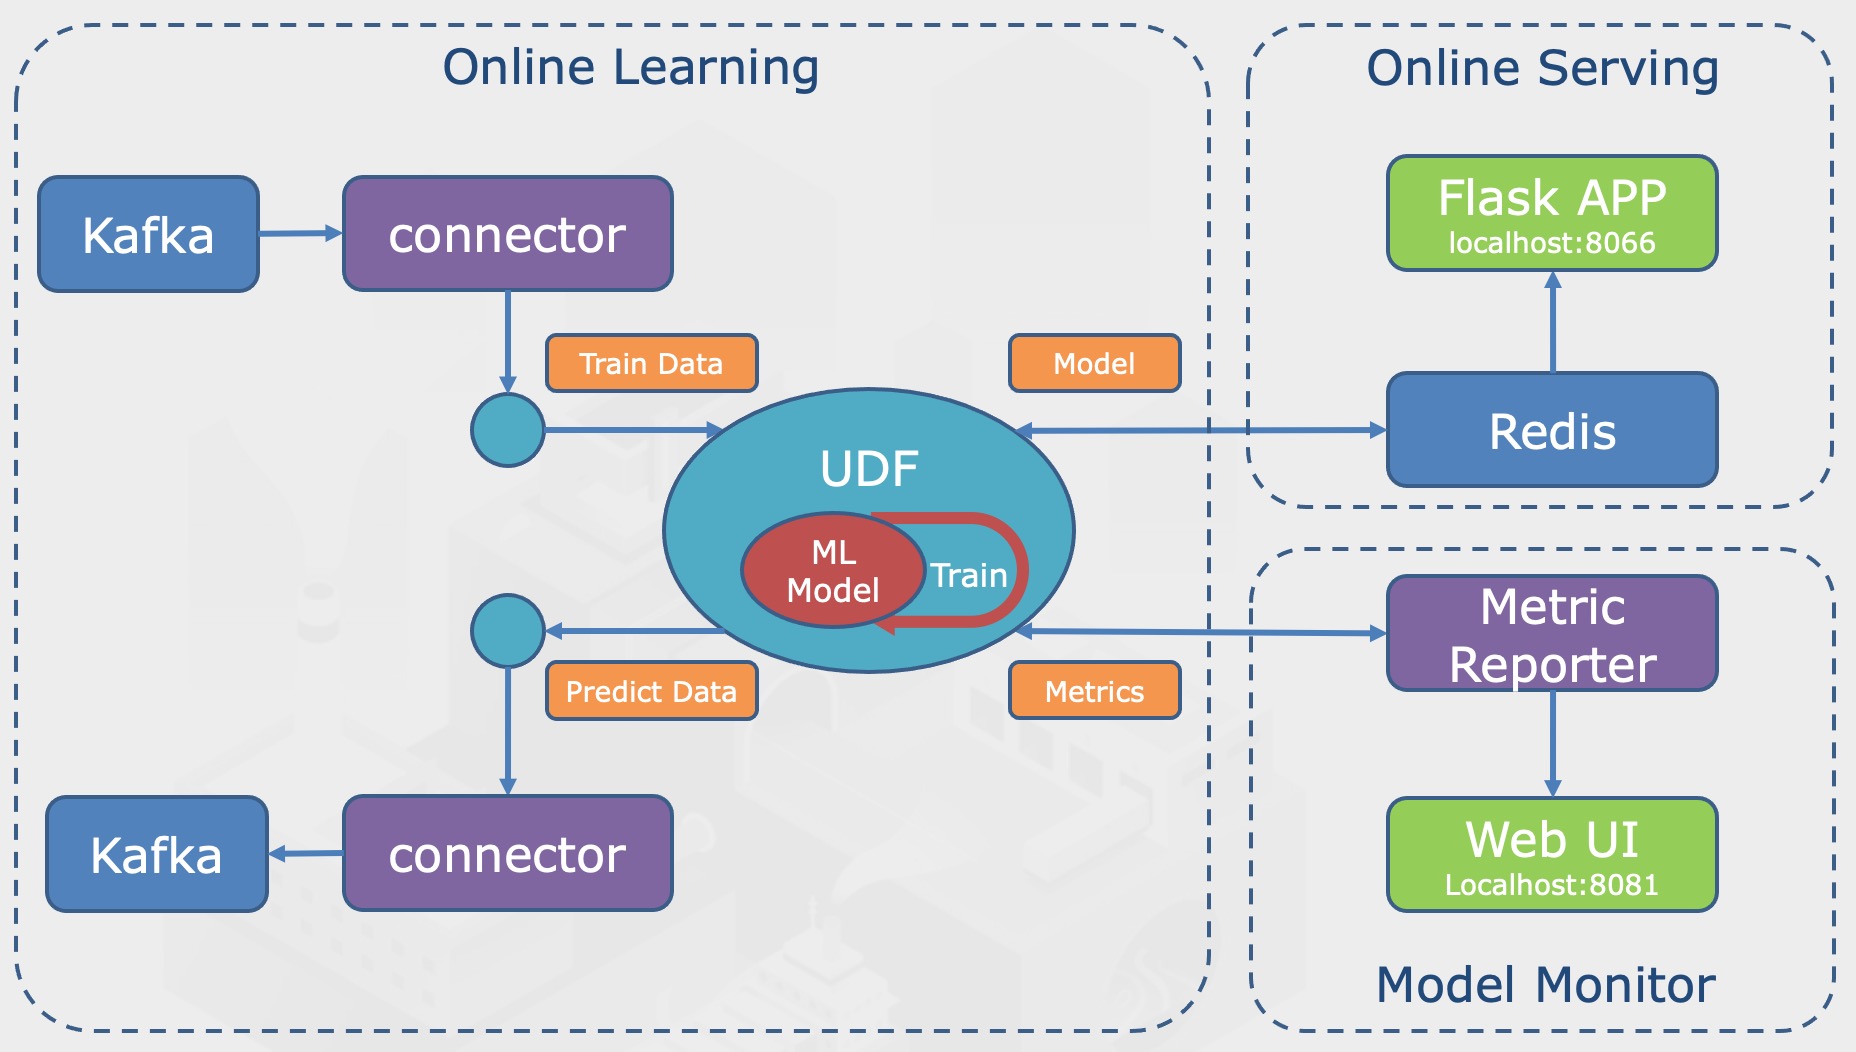 Online Learning
Kafka
connector
Train Data
Model
UDF
ML
Model
Train
Predict Data
Metrics
Kafka
connector
Online Serving
Flask APP
localhost:8066
Redis
Metric
Reporter
Web UI
Localhost:8081
Model Monitor